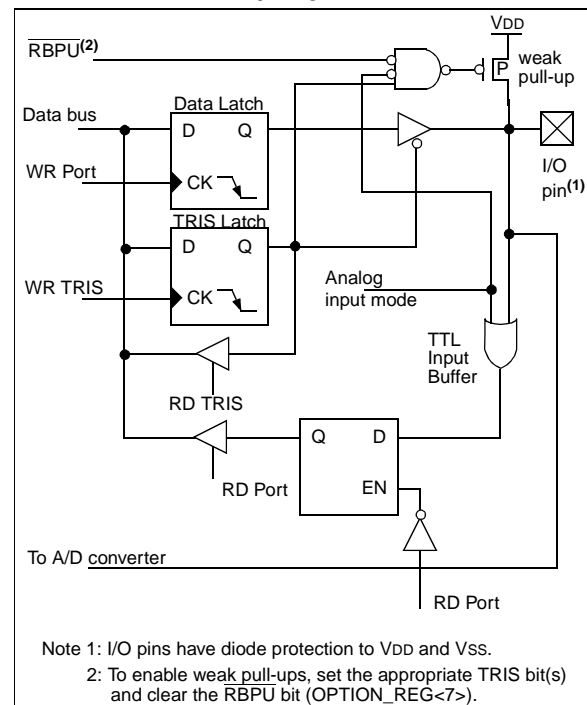 VDD
RBPU(2)
P
weak
pull-up
Data Latch
Data bus
D
Q
WR Port
CK
I/O
pin(1)
TRIS Latch
D
Q
WR TRIS
CK
Analog
input mode
TTL
Input
Buffer
RD TRIS
Q
D
RD Port
EN
To A/D converter
RD Port
Note 1: I/O pins have diode protection to VDD and VSS.
2: To enable weak pull-ups, set the appropriate TRIS bit(s)
and clear the RBPU bit (OPTION_REG<7>).